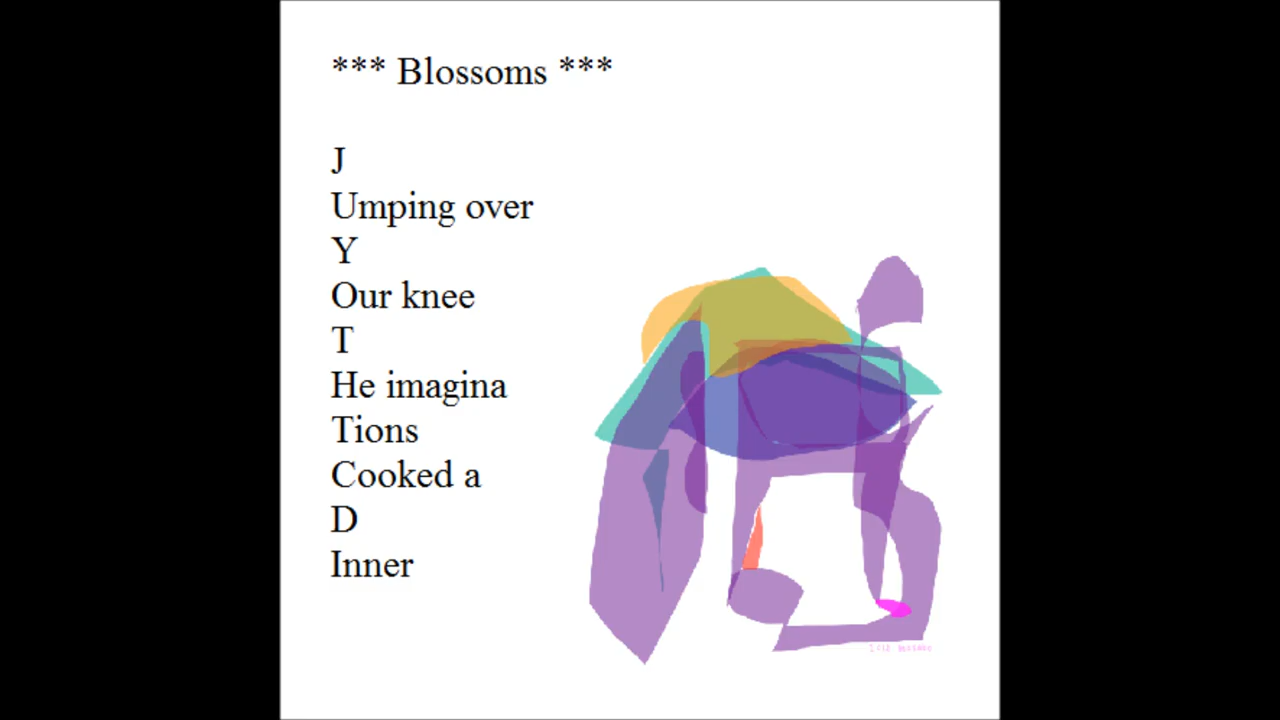 *** Blossoms ***
J
Umping over
Y
Our knee
T
He imagina
Tions
Cooked a
D
Inner